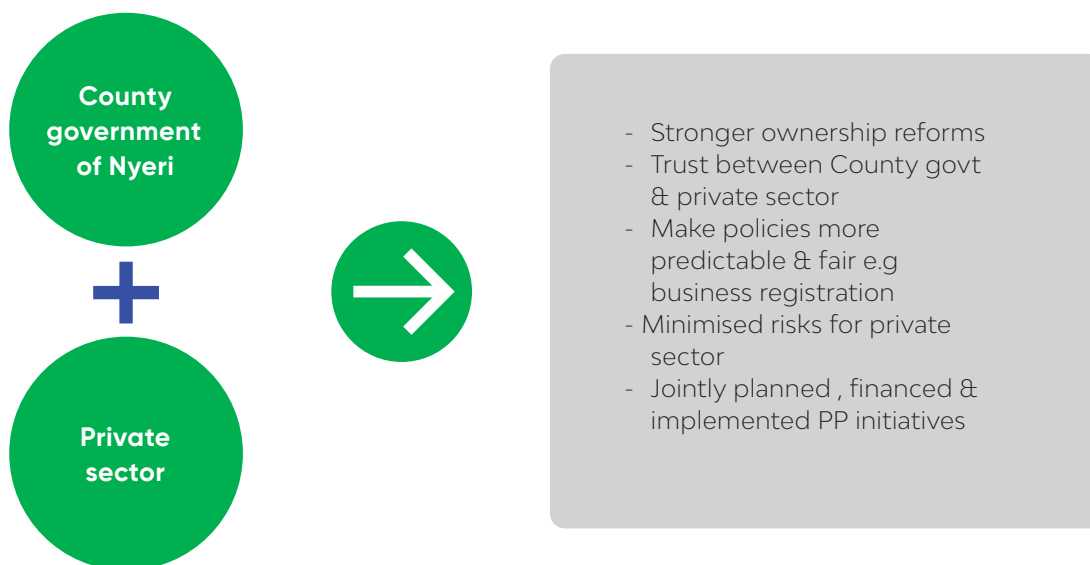 County
government
of Nyeri
+
Private
sector
- Stronger ownership reforms
- Trust between County govt
& private sector
- Make policies more
predictable & fair e.g
business registration
- Minimised risks for private
sector
- Jointly planned , financed &
implemented PP initiatives